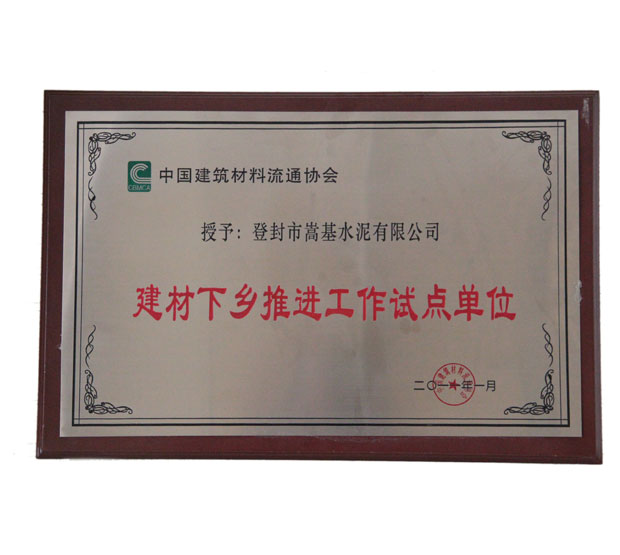 CBMCA 中国建筑材料流通协会
授予：登封市嵩基水泥有限公司
建材下乡推进工作试点单位
二〇一一年一月